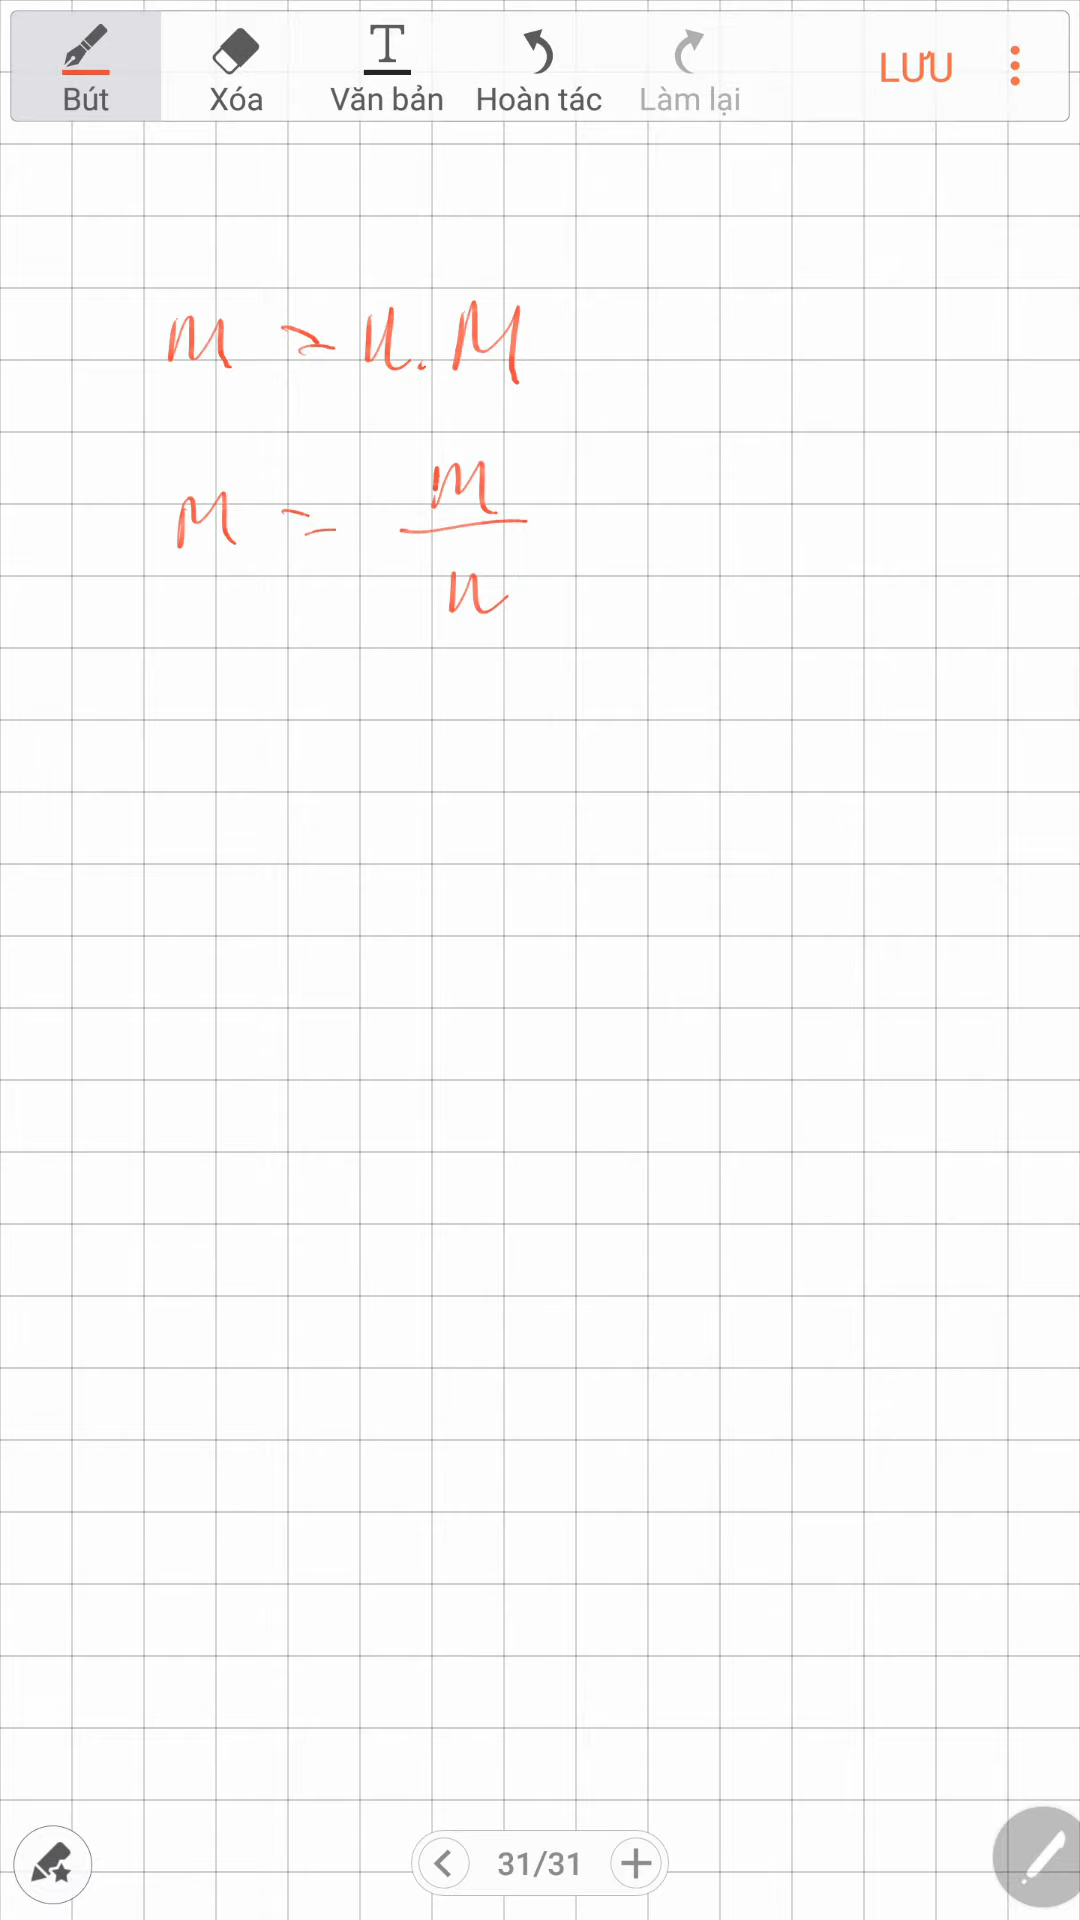 Bút Xóa Văn bản Hoàn tác Làm lại LƯU
m = n. M
M = m
n
31/31